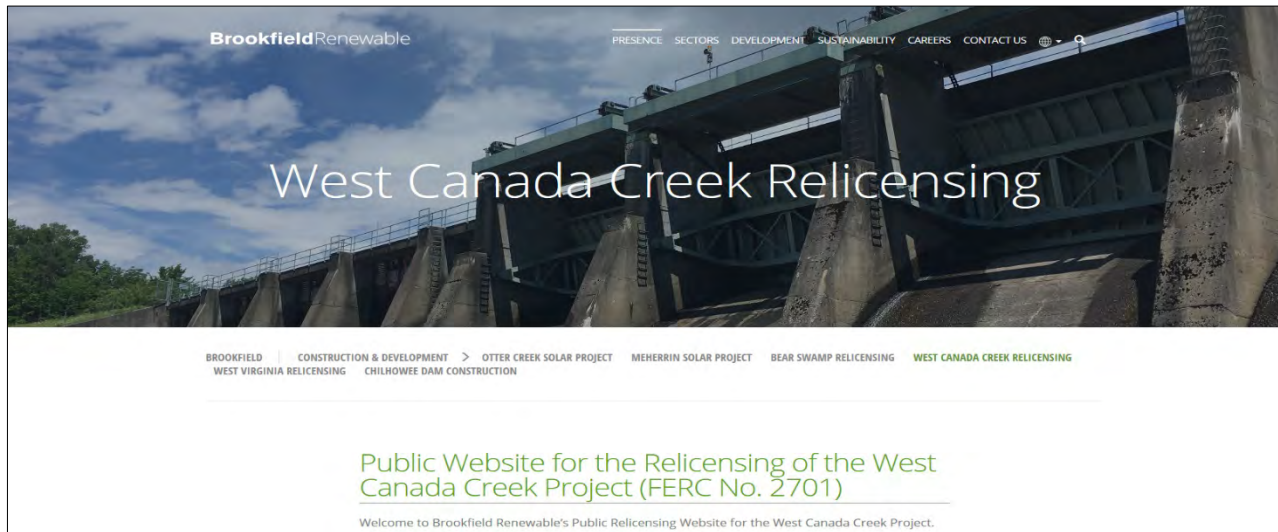 BrookfieldRenewable
PRESENCE SECTORS DEVELOPMENT SUSTAINABILITY CAREERS CONTACT US
West Canada Creek Relicensing
BROOKFIELD CONSTRUCTION & DEVELOPMENT > OTTER CREEK SOLAR PROJECT MEHERRIN SOLAR PROJECT BEAR SWAMP RELICENSING WEST CANADA CREEK RELICENSING
WEST VIRGINIA RELICENSING CHILHOWEE DAM CONSTRUCTION
Public Website for the Relicensing of the West
Canada Creek Project (FERC No. 2701)
Welcome to Brookfield Renewable's Public Relicensing Website for the West Canada Creek Project.